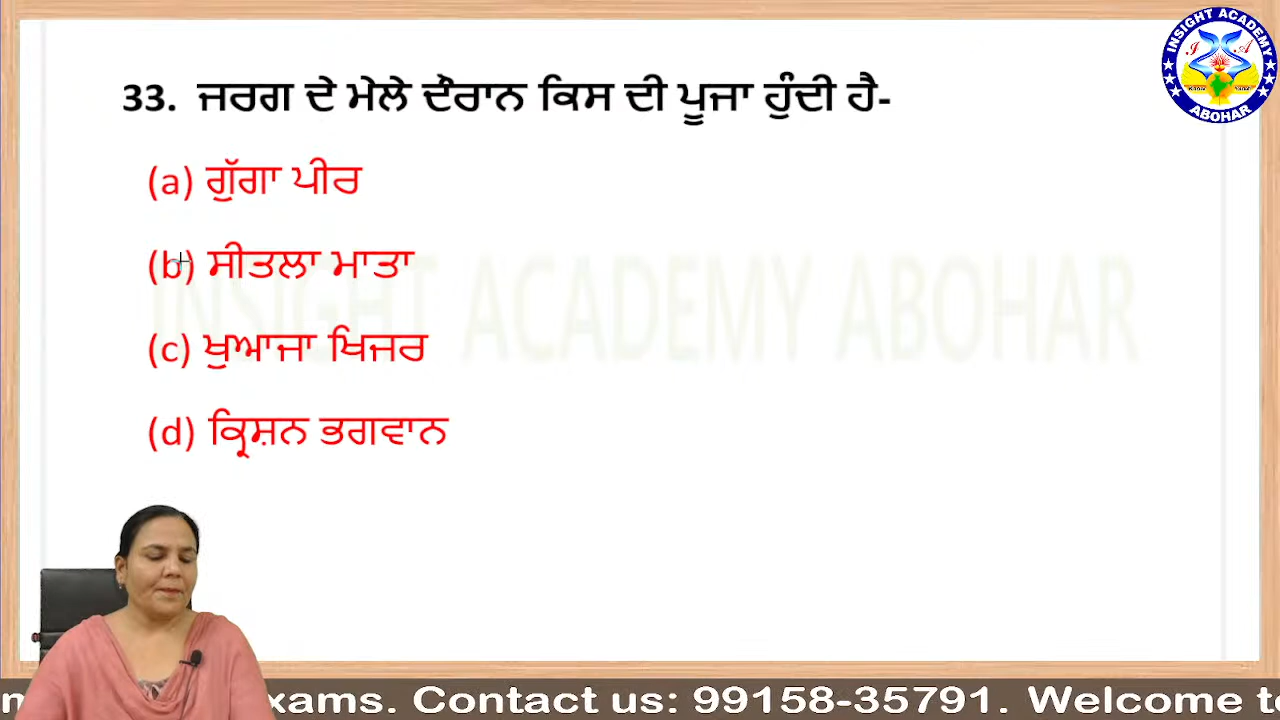 INSIGHT ACADEMY
I A
ABOHAR
33. ਜਰਗ ਦੇ ਮੇਲੇ ਦੌਰਾਨ ਕਿਸ ਦੀ ਪੂਜਾ ਹੁੰਦੀ ਹੈ-
(a) ਗੁੱਗਾ ਪੀਰ
(b) ਸੀਤਲਾ ਮਾਤਾ
INSIGHT ACADEMY ABOHAR
(c) ਖੁਆਜਾ ਖਿਜਰ
(d) ਕ੍ਰਿਸ਼ਨ ਭਗਵਾਨ
xams. Contact us: 99158-35791. Welcome to